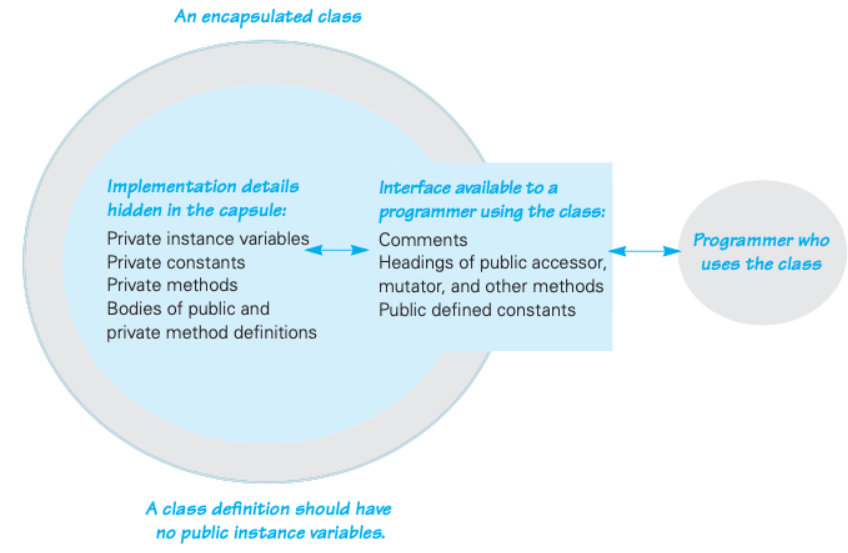 An encapsulated class
Implementation details
hidden in the capsule:
Private instance variables
Private constants
Private methods
Bodies of public and
private method definitions
Interface available to a
programmer using the class:
Comments
Headings of public accessor,
mutator, and other methods
Public defined constants
Programmer who
uses the class
A class definition should have
no public instance variables.